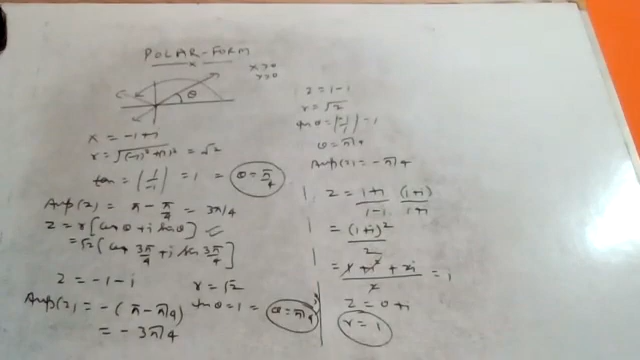 POLAR-FORM
x>0
y>0
θ
x = -1+i
r = √(-1)² + (1)² = √2
tan = |1/-1| = 1 = θ = π/4
Amp(z) = π - π/4 = 3π/4
z = r[cos θ + i sin θ]
= √2 [cos 3π/4 + i sin 3π/4]
z = -1-i r = √2
Amp(z) = -(π - π/4) tan θ = 1 = θ = π/4
= -3π/4
z = 1-i
r = √2
tan θ = |-1/1| = 1
θ = π/4
Amp(z) = -π/4
z = 1+i/1-i (1+i)/1+i
= (1+i)²/2
= 1 + i² + 2i/2 = 1
z = 0+i
r = 1